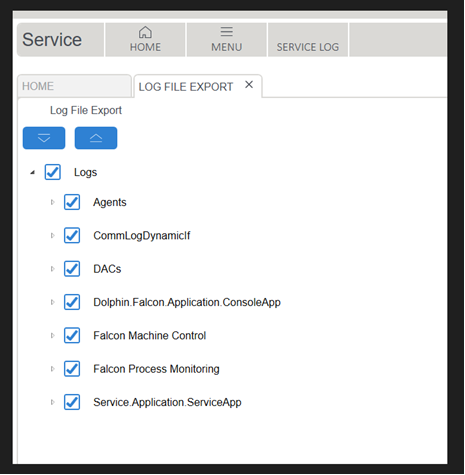 Service
HOME
MENU
SERVICE LOG
HOME
LOG FILE EXPORT
Log File Export
Logs
Agents
CommLogDynamicIf
DACs
Dolphin.Falcon.Application.ConsoleApp
Falcon Machine Control
Falcon Process Monitoring
Service.Application.ServiceApp